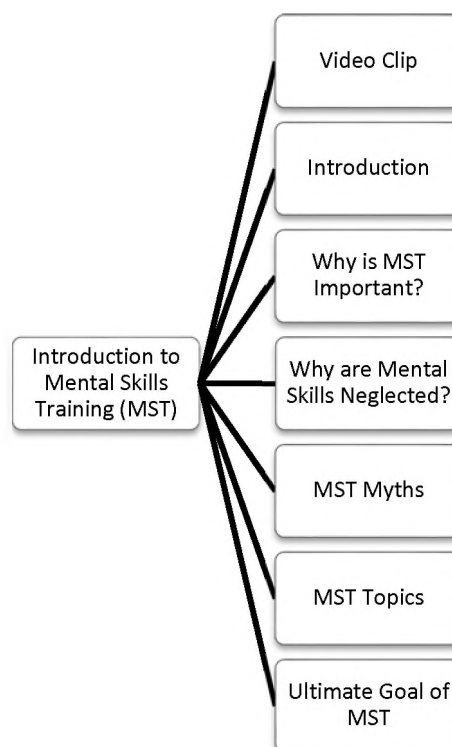 Video Clip
Introduction
Why is MST
Important?
Introduction to
Mental Skills
Training (MST)
Why are Mental
Skills Neglected?
MST Myths
MST Topics
Ultimate Goal of
MST